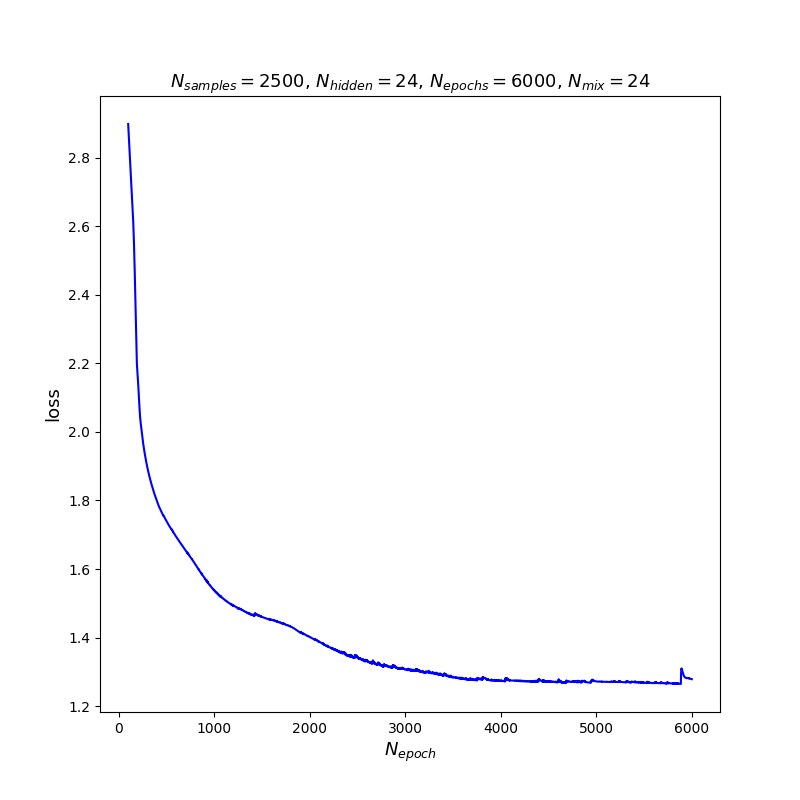 N_samples = 2500, N_hidden = 24, N_epochs = 6000, N_mix = 24
2.8
2.6
2.4
2.2
2.0
1.8
1.6
1.4
1.2
loss
0 1000 2000 3000 4000 5000 6000
N_epoch